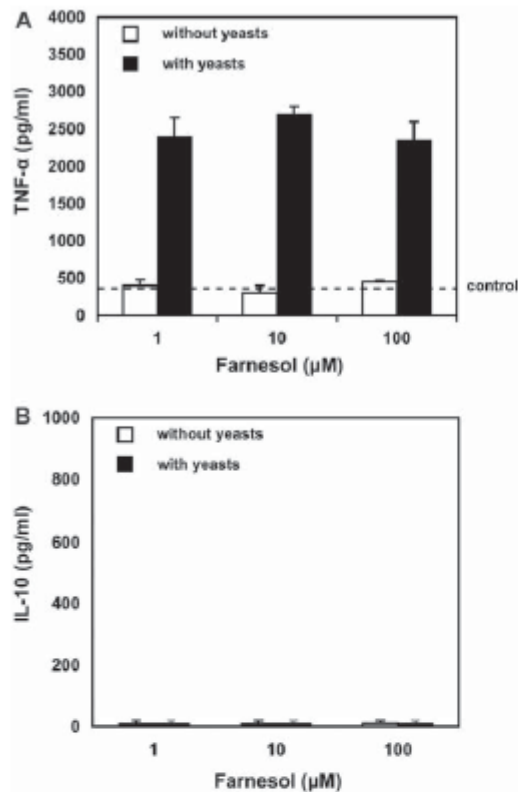 A
4000
3500
3000
2500
2000
1500
1000
500
0
TNF-α (pg/ml)
without yeasts
with yeasts
control
1 10 100
Farnesol (µM)
B
1000
800
600
400
200
0
IL-10 (pg/ml)
without yeasts
with yeasts
1 10 100
Farnesol (µM)